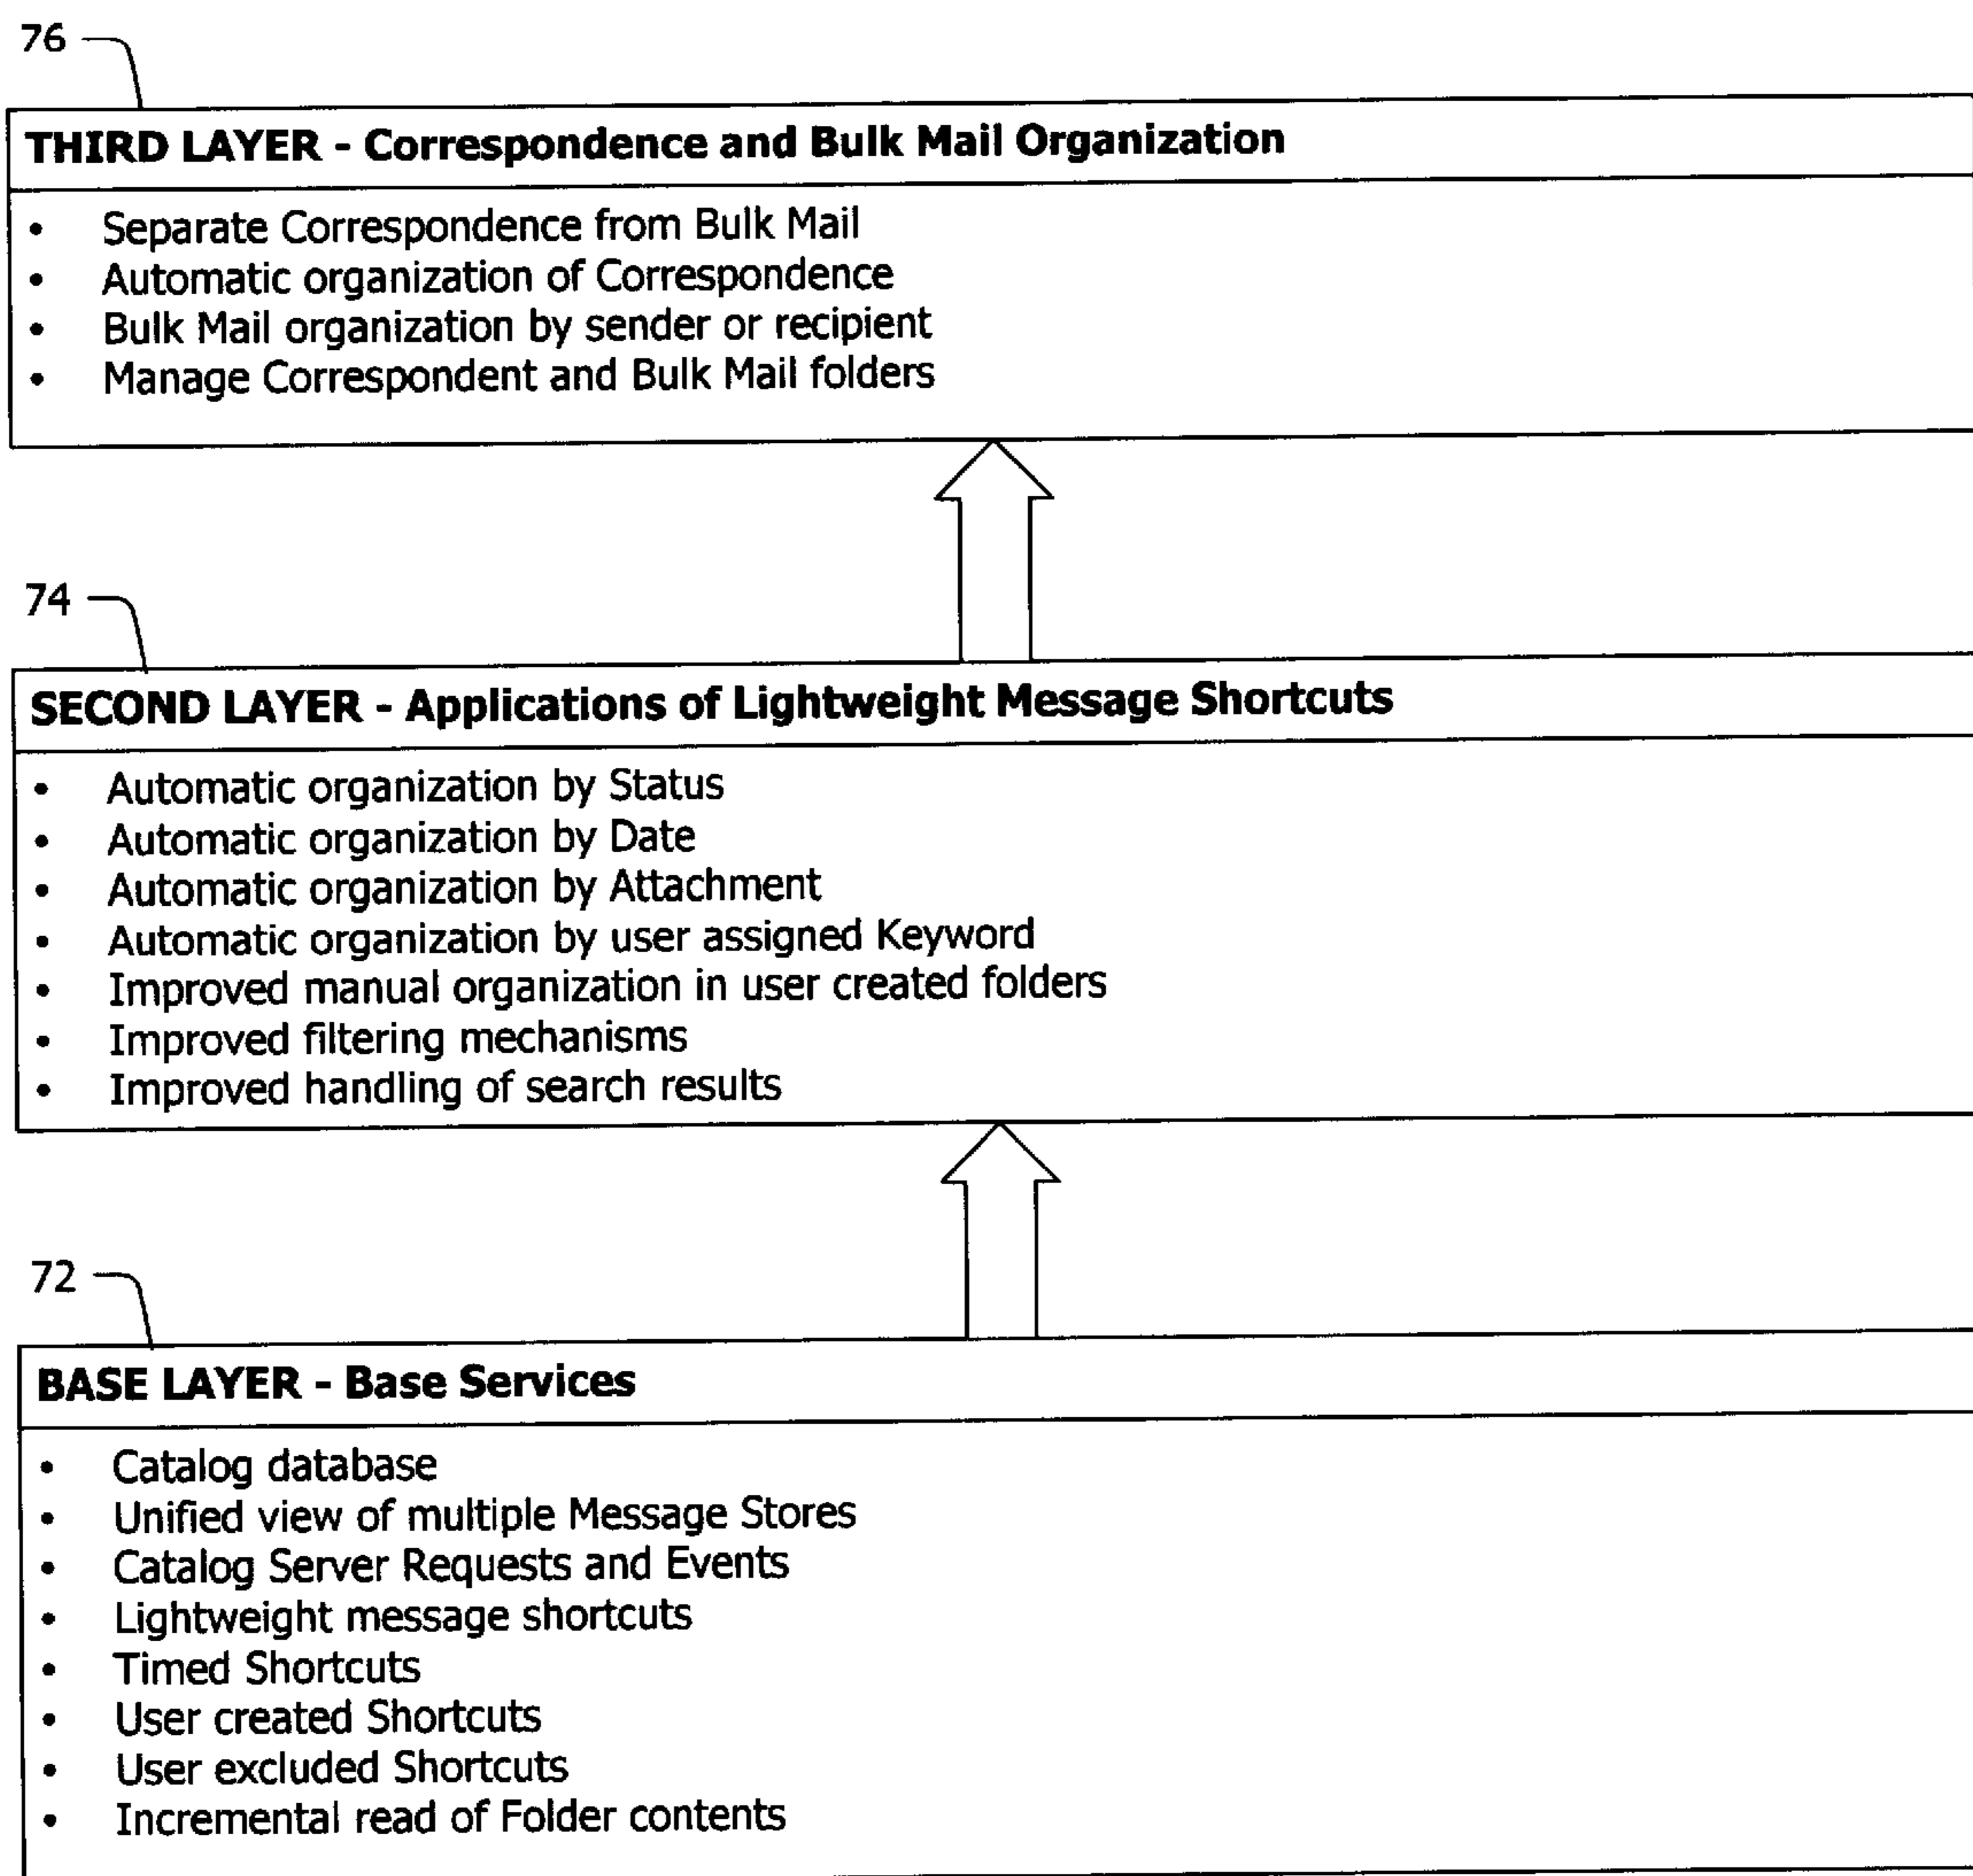 76
THIRD LAYER - Correspondence and Bulk Mail Organization
• Separate Correspondence from Bulk Mail
• Automatic organization of Correspondence
• Bulk Mail organization by sender or recipient
• Manage Correspondent and Bulk Mail folders
74
SECOND LAYER - Applications of Lightweight Message Shortcuts
• Automatic organization by Status
• Automatic organization by Date
• Automatic organization by Attachment
• Automatic organization by user assigned Keyword
• Improved manual organization in user created folders
• Improved filtering mechanisms
• Improved handling of search results
72
BASE LAYER - Base Services
• Catalog database
• Unified view of multiple Message Stores
• Catalog Server Requests and Events
• Lightweight message shortcuts
• Timed Shortcuts
• User created Shortcuts
• User excluded Shortcuts
• Incremental read of Folder contents